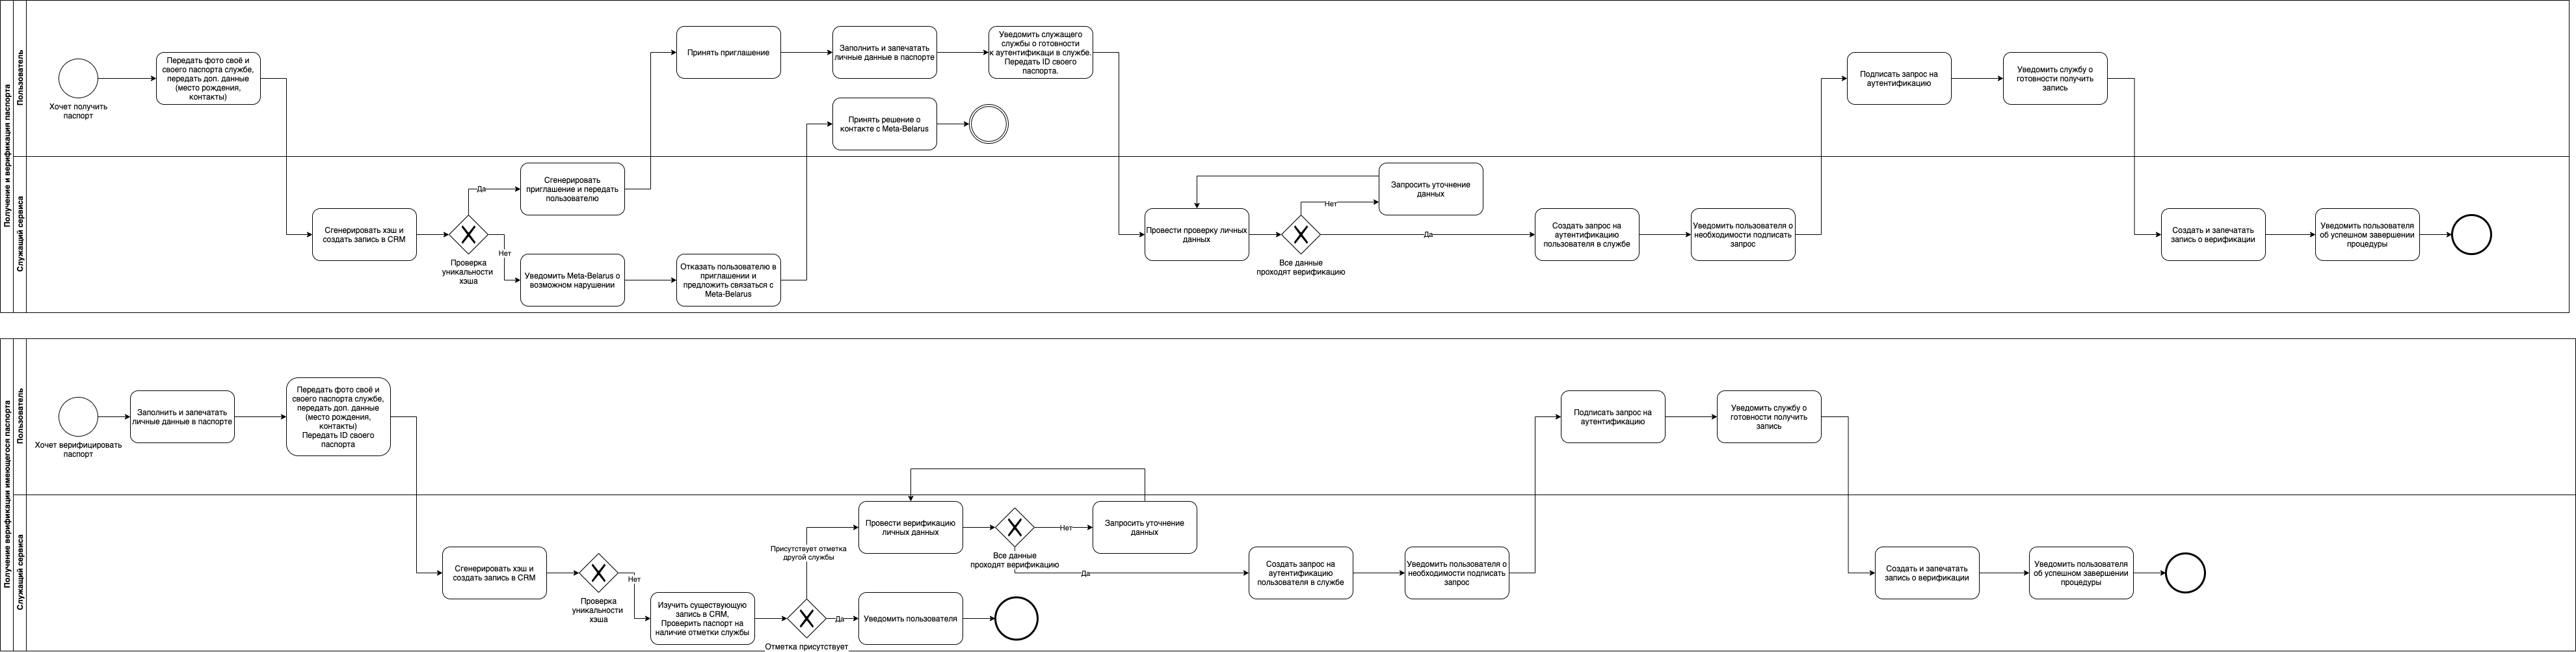 Получение и верификация паспорта
Пользователь
Служащий сервиса
Хочет получить
паспорт
Передать фото своё и
своего паспорта службе,
передать доп. данные
(место рождения,
контакты)
Сгенерировать хэш и
создать запись в CRM
Проверка
уникальности
хэша
Да
Нет
Сгенерировать
приглашение и передать
пользователю
Уведомить Meta-Belarus о
возможном нарушении
Отказать пользователю в
приглашении и
предложить связаться с
Meta-Belarus
Принять приглашение
Заполнить и запечатать
личные данные в паспорте
Уведомить служащего
службы о готовности
к аутентификаци в службе.
Передать ID своего
паспорта.
Принять решение о
контакте с Meta-Belarus
Провести проверку личных
данных
Все данные
проходят верификацию
Нет
Запросить уточнение
данных
Да
Создать запрос на
аутентификацию
пользователя в службе
Уведомить пользователя о
необходимости подписать
запрос
Подписать запрос на
аутентификацию
Уведомить службу о
готовности получить
запись
Создать и запечатать
запись о верификации
Уведомить пользователя
об успешном завершении
процедуры
Получение верификации имеющегося паспорта
Пользователь
Служащий сервиса
Хочет верифицировать
паспорт
Заполнить и запечатать
личные данные в паспорте
Передать фото своё и
своего паспорта службе,
передать доп. данные
(место рождения,
контакты)
Передать ID своего
паспорта
Сгенерировать хэш и
создать запись в CRM
Проверка
уникальности
хэша
Нет
Изучить существующую
запись в CRM,
Проверить паспорт на
наличие отметки службы
Отметка присутствует
Присутствует отметка
другой службы
Да
Уведомить пользователя
Провести верификацию
личных данных
Все данные
проходят верификацию
Нет
Запросить уточнение
данных
Да
Создать запрос на
аутентификацию
пользователя в службе
Уведомить пользователя о
необходимости подписать
запрос
Подписать запрос на
аутентификацию
Уведомить службу о
готовности получить
запись
Создать и запечатать
запись о верификации
Уведомить пользователя
об успешном завершении
процедуры